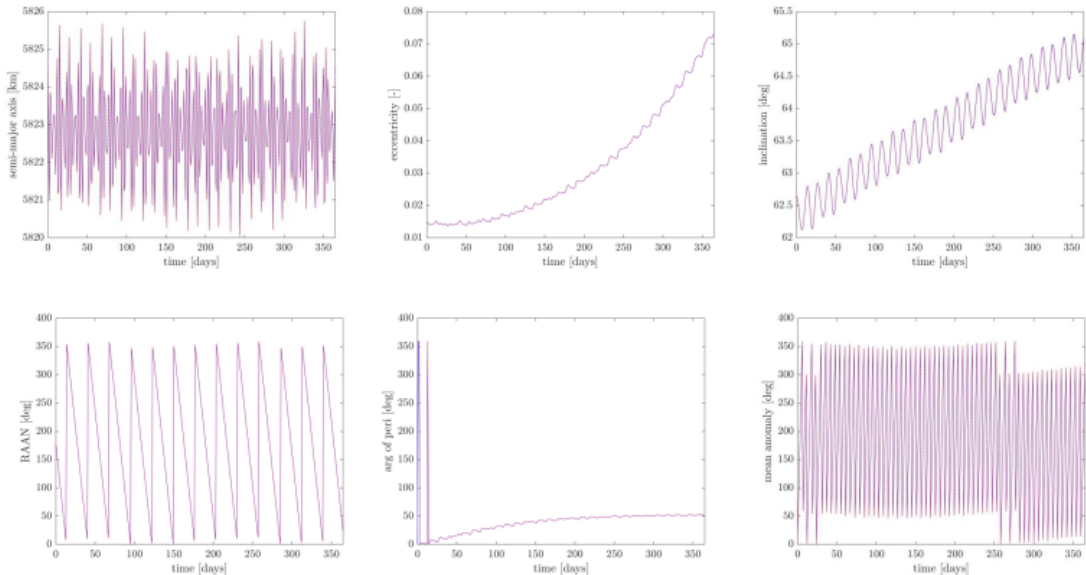 5826
5825
5824
5823
5822
5821
5820
semi-major axis [km]
0 50 100 150 200 250 300 350
time [days]
0.08
0.07
0.06
0.05
0.04
0.03
0.02
0.01
eccentricity [-]
0 50 100 150 200 250 300 350
time [days]
65.5
65
64.5
64
63.5
63
62.5
62
inclination [deg]
0 50 100 150 200 250 300 350
time [days]
400
350
300
250
200
150
100
50
0
RAAN [deg]
0 50 100 150 200 250 300 350
time [days]
400
350
300
250
200
150
100
50
0
arg of peri [deg]
0 50 100 150 200 250 300 350
time [days]
400
350
300
250
200
150
100
50
0
mean anomaly [deg]
0 50 100 150 200 250 300 350
time [days]